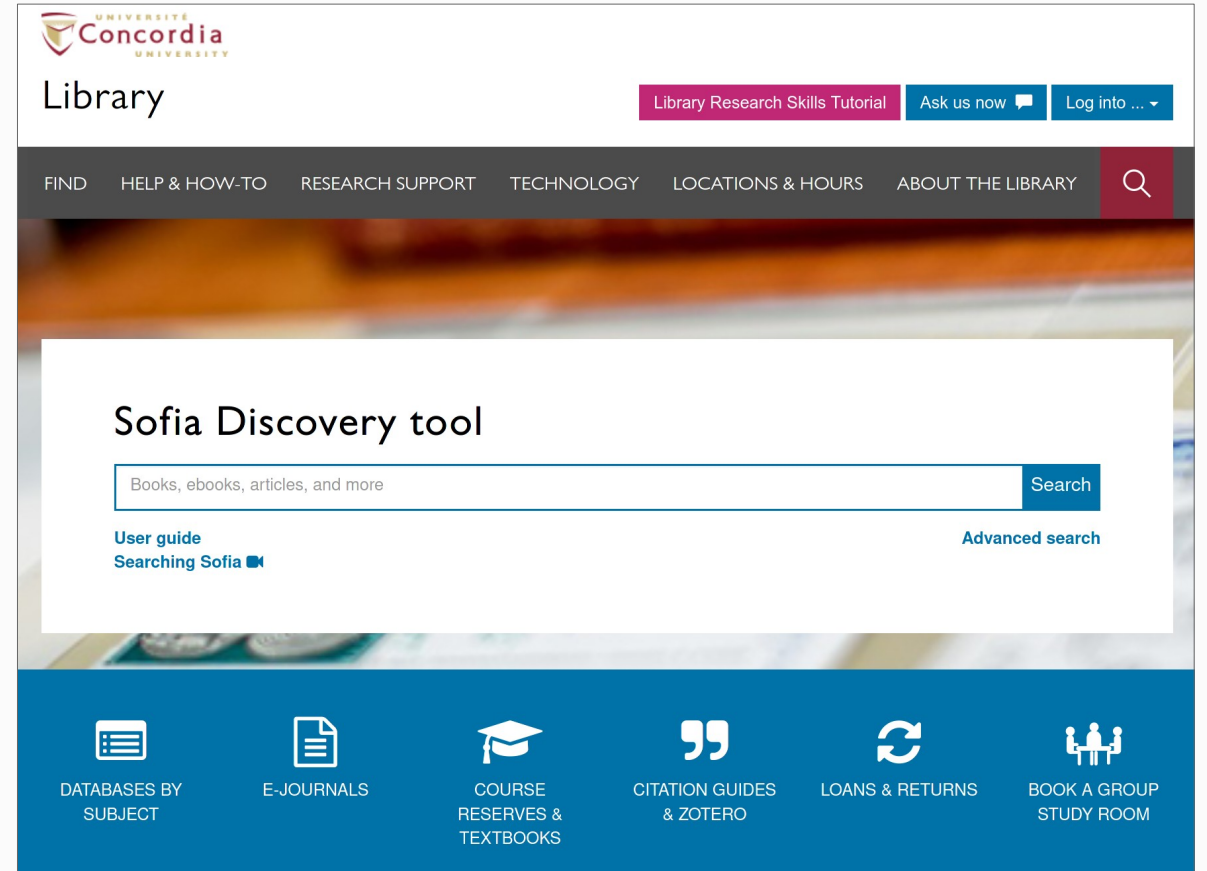 UNIVERSITÉ
Concordia
UNIVERSITY
Library
Library Research Skills Tutorial
Ask us now
Log into ...
FIND
HELP & HOW-TO
RESEARCH SUPPORT
TECHNOLOGY
LOCATIONS & HOURS
ABOUT THE LIBRARY
Sofia Discovery tool
Books, ebooks, articles, and more
Search
User guide
Advanced search
Searching Sofia
DATABASES BY
SUBJECT
E-JOURNALS
COURSE
RESERVES &
TEXTBOOKS
CITATION GUIDES
& ZOTERO
LOANS & RETURNS
BOOK A GROUP
STUDY ROOM